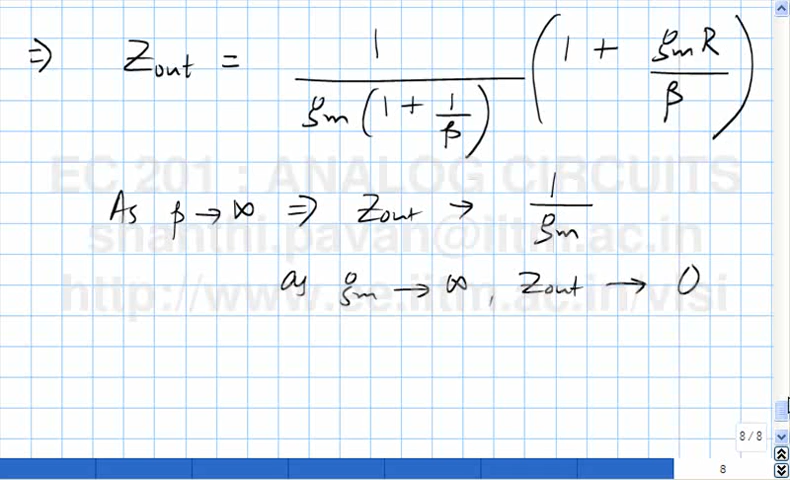 ⇒ Zout = 1 / (gm (1 + 1/β)) (1 + gmR/β)
EC 201 : ANALOG CIRCUITS
As β → ∞ ⇒ Zout → 1/gm
shanthi.pavan@iitm.ac.in
as gm → ∞, Zout → 0
http://www.ee.iitm.ac.in/vlsi
8/8
8